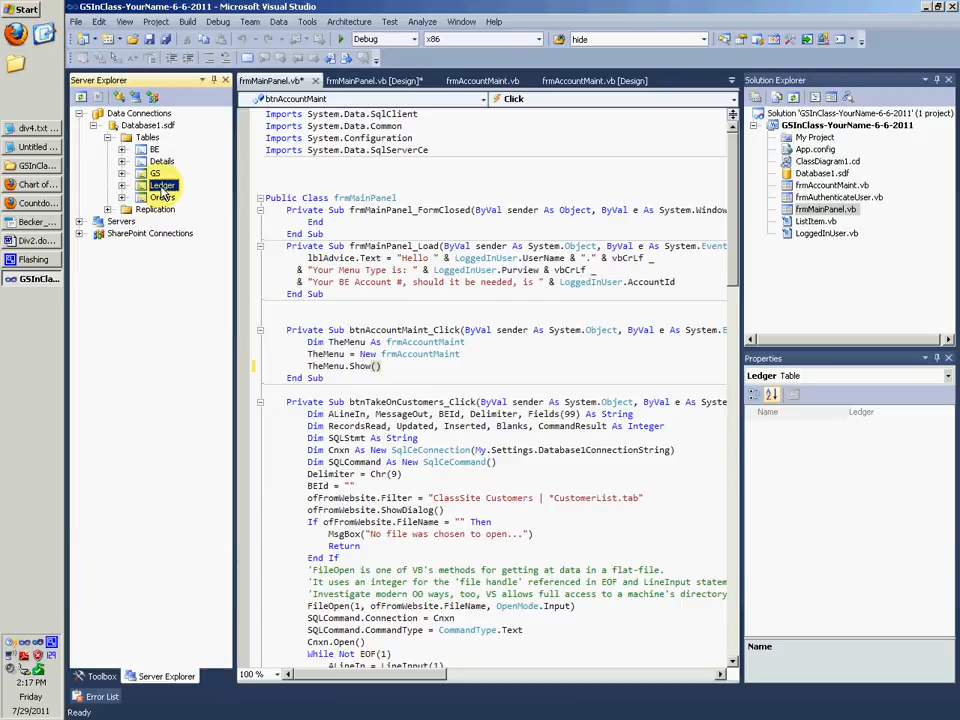 Start
GSInClass-YourName-6-6-2011 - Microsoft Visual Studio
File Edit View Project Build Debug Team Data Tools Architecture Test Analyze Window Help
Debug x86 hide
Server Explorer
frmMainPanel.vb* frmMainPanel.vb [Design]* frmAccountMaint.vb frmAccountMaint.vb [Design]
Solution Explorer
btnAccountMaint Click
Data Connections
Database1.sdf
Tables
BE
Details
GS
Ledger
Orders
Replication
Servers
SharePoint Connections
div4.txt ...
Untitled ...
GSInCla...
Chart of ...
Countdo...
Becker_...
Div2.do...
Flashing
GSInCla...
Imports System.Data.SqlClient
Imports System.Data.Common
Imports System.Configuration
Imports System.Data.SqlServerCe
Public Class frmMainPanel
Private Sub frmMainPanel_FormClosed(ByVal sender As Object, ByVal e As System.Window
End
End Sub
Private Sub frmMainPanel_Load(ByVal sender As System.Object, ByVal e As System.Event
lblAdvice.Text = "Hello " & LoggedInUser.UserName & "." & vbCrLf _
& "Your Menu Type is: " & LoggedInUser.Purview & vbCrLf _
& "Your BE Account #, should it be needed, is " & LoggedInUser.AccountId
End Sub
Private Sub btnAccountMaint_Click(ByVal sender As System.Object, ByVal e As System.E
Dim TheMenu As frmAccountMaint
TheMenu = New frmAccountMaint
TheMenu.Show()
End Sub
Private Sub btnTakeOnCustomers_Click(ByVal sender As System.Object, ByVal e As Syste
Dim ALineIn, MessageOut, BEId, Delimiter, Fields(99) As String
Dim RecordsRead, Updated, Inserted, Blanks, CommandResult As Integer
Dim SQLStmt As String
Dim Cnxn As New SqlCeConnection(My.Settings.Database1ConnectionString)
Dim SQLCommand As New SqlCeCommand()
Delimiter = Chr(9)
BEId = ""
ofFromWebsite.Filter = "ClassSite Customers | *CustomerList.tab"
ofFromWebsite.ShowDialog()
If ofFromWebsite.FileName = "" Then
MsgBox("No file was chosen to open...")
Return
End If
'FileOpen is one of VB's methods for getting at data in a flat-file.
'It uses an integer for the 'file handle' referenced in EOF and LineInput statem
'Investigate modern OO ways, too, VS allows full access to a machine's directory
FileOpen(1, ofFromWebsite.FileName, OpenMode.Input)
SQLCommand.Connection = Cnxn
SQLCommand.CommandType = CommandType.Text
Cnxn.Open()
While Not EOF(1)
ALineIn = LineInput(1)
100 %
Solution 'GSInClass-YourName-6-6-2011' (1 project)
GSInClass-YourName-6-6-2011
My Project
App.config
ClassDiagram1.cd
Database1.sdf
frmAccountMaint.vb
frmAuthenticateUser.vb
frmMainPanel.vb
ListItem.vb
LoggedInUser.vb
Properties
Ledger Table
Name Ledger
Name
Toolbox Server Explorer
Error List
Ready
2:17 PM
Friday
7/29/2011